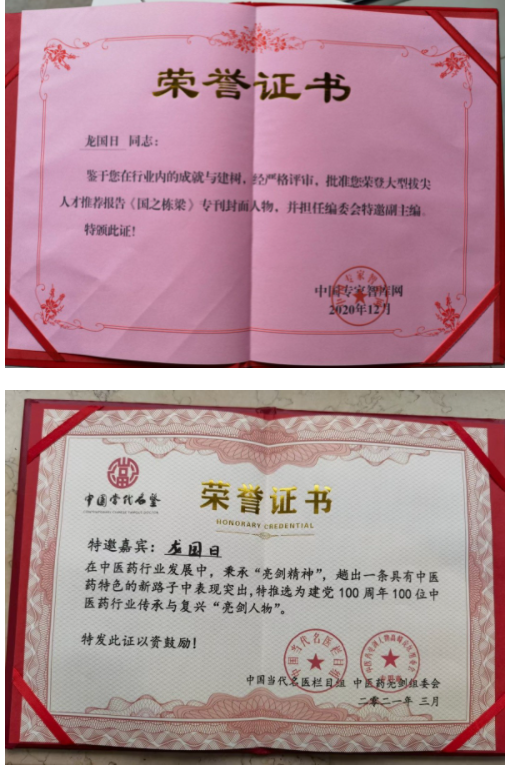 荣誉证书
龙国日 同志：
鉴于您在行业内的成就与建树，经严格评审，批准您荣登大型拔尖
人才推荐报告《国之栋梁》专刊封面人物，并担任编委会特邀副主编。
特颁此证！
中国专家智库网
2020年12月
中国当代名医
荣誉证书
HONORARY CREDENTIAL
特邀嘉宾：龙国日
在中医药行业发展中，秉承“亮剑精神”，趟出一条具有中医
药特色的新路子中表现突出，特推选为建党100周年100位中
医药行业传承与复兴“亮剑人物”。
特发此证以资鼓励！
中国当代名医栏目组 中医药亮剑组委会
二零二一年 三月